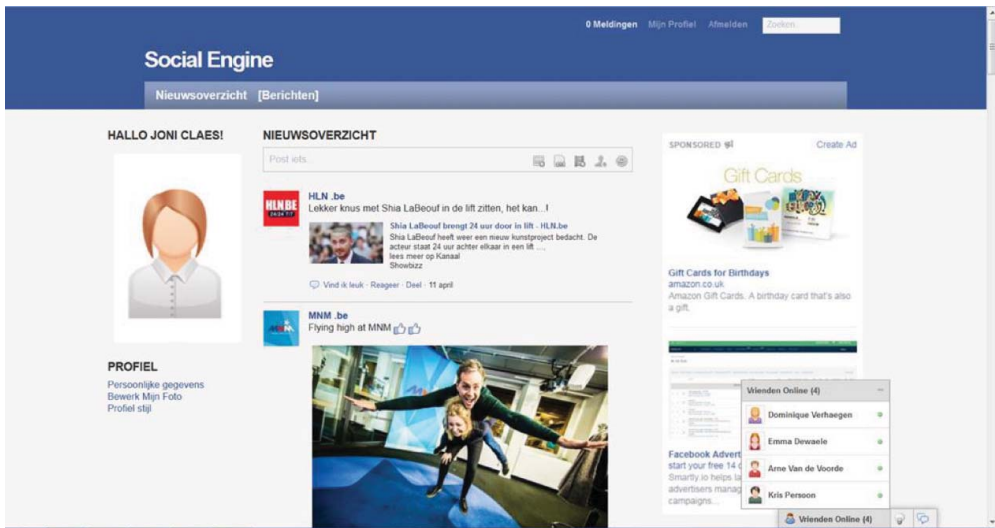 0 Meldingen Mijn Profiel Afmelden Zoeken...
Social Engine
Nieuwsoverzicht [Berichten]
HALLO JONI CLAES!
PROFIEL
Persoonlijke gegevens
Bewerk Mijn Foto
Profiel stijl
NIEUWSOVERZICHT
Post iets...
HLN.BE
HLN .be
Lekker knus met Shia LaBeouf in de lift zitten, het kan...!
Shia LaBeouf brengt 24 uur door in lift - HLN.be
Shia LaBeouf heeft weer een nieuw kunstproject bedacht. De
acteur staat 24 uur achter elkaar in een lift ....
lees meer op Kanaal
Showbizz
Vind ik leuk · Reageer · Deel · 11 april
MNM
MNM .be
Flying high at MNM
SPONSORED
Create Ad
Gift Cards
Gift Cards for Birthdays
amazon.co.uk
Amazon Gift Cards. A birthday card that's also
a gift.
Facebook Advert
start your free 14
Smartly.io helps la
advertisers manag
campaigns...
Vrienden Online (4)
Dominique Verhaegen
Emma Dewaele
Arne Van de Voorde
Kris Persoon
Vrienden Online (4)